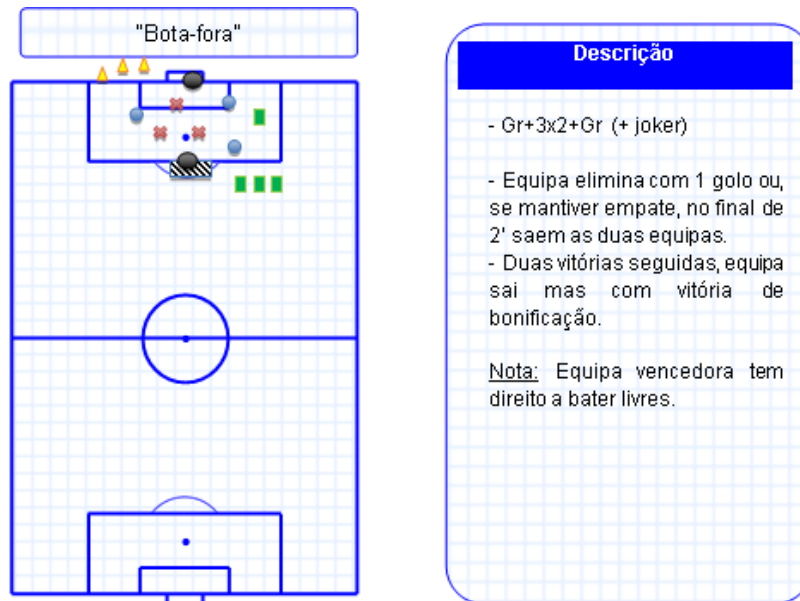 "Bota-fora"
Descrição
- Gr+3x2+Gr (+ joker)
- Equipa elimina com 1 golo ou,
se mantiver empate, no final de
2' saem as duas equipas.
- Duas vitórias seguidas, equipa
sai mas com vitória de
bonificação.
Nota: Equipa vencedora tem
direito a bater livres.